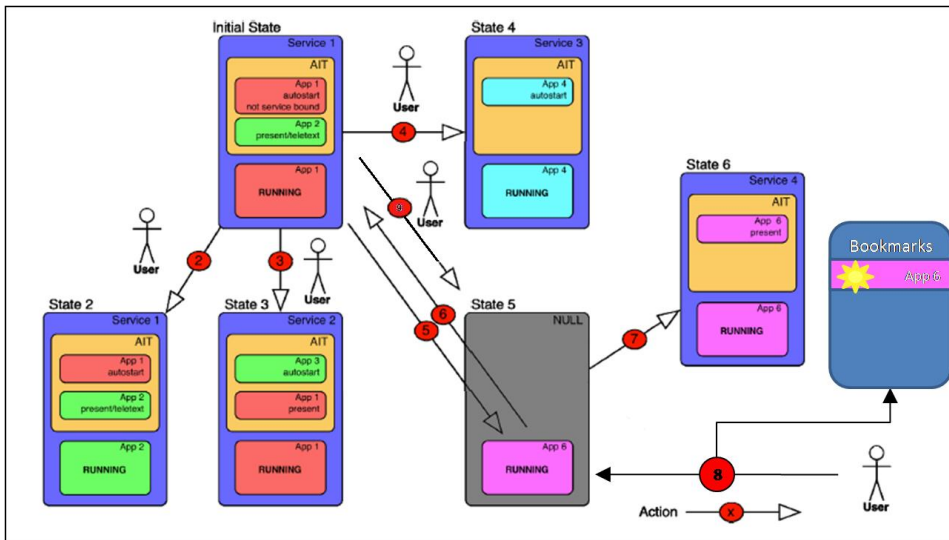 Initial State
Service 1
AIT
App 1
autostart
not service bound
App 2
present/teletext
App 1
RUNNING
User
4
State 4
Service 3
AIT
App 4
autostart
App 4
RUNNING
User
State 6
Service 4
AIT
App 6
present
App 6
RUNNING
Bookmarks
App 6
User
2
3
User
5
6
7
State 2
Service 1
AIT
App 1
autostart
App 2
present/teletext
App 2
RUNNING
State 3
Service 2
AIT
App 3
autostart
App 1
present
App 1
RUNNING
State 5
NULL
App 6
RUNNING
8
User
Action
x